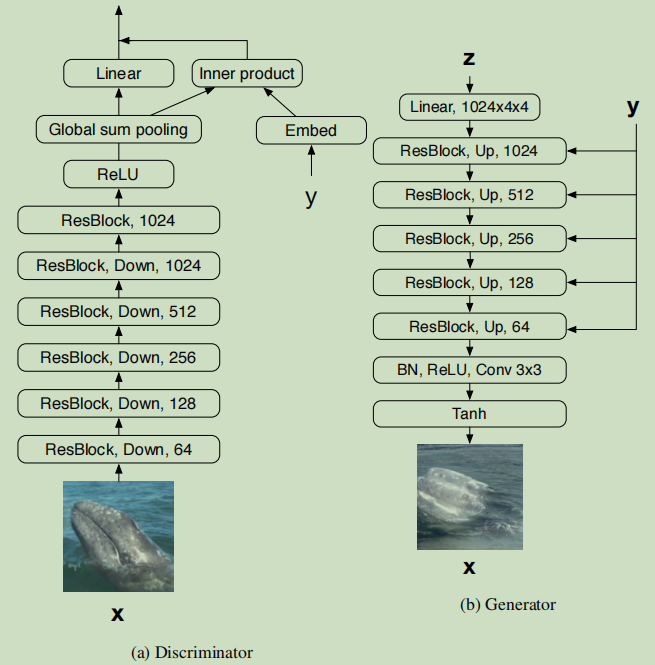 Linear
Inner product
Global sum pooling
Embed
ReLU
y
ResBlock, 1024
ResBlock, Down, 1024
ResBlock, Down, 512
ResBlock, Down, 256
ResBlock, Down, 128
ResBlock, Down, 64
x
(a) Discriminator
z
Linear, 1024x4x4
y
ResBlock, Up, 1024
ResBlock, Up, 512
ResBlock, Up, 256
ResBlock, Up, 128
ResBlock, Up, 64
BN, ReLU, Conv 3x3
Tanh
x
(b) Generator